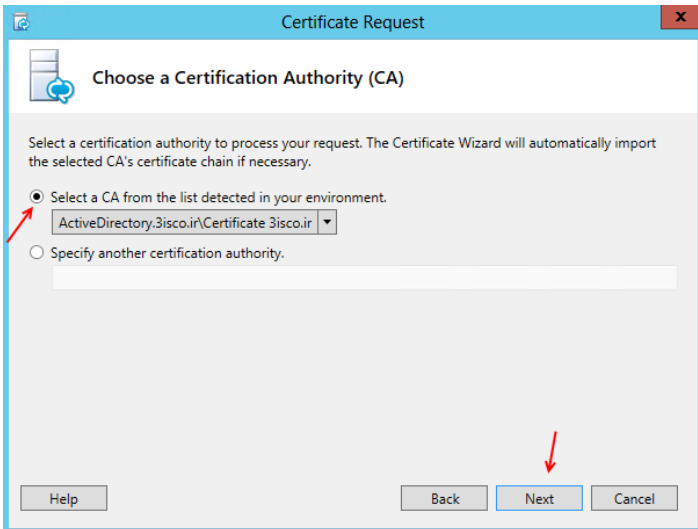 Certificate Request
x
Choose a Certification Authority (CA)
Select a certification authority to process your request. The Certificate Wizard will automatically import
the selected CA's certificate chain if necessary.
Select a CA from the list detected in your environment.
ActiveDirectory.3isco.ir\Certificate 3isco.ir
Specify another certification authority.
Help Back Next Cancel